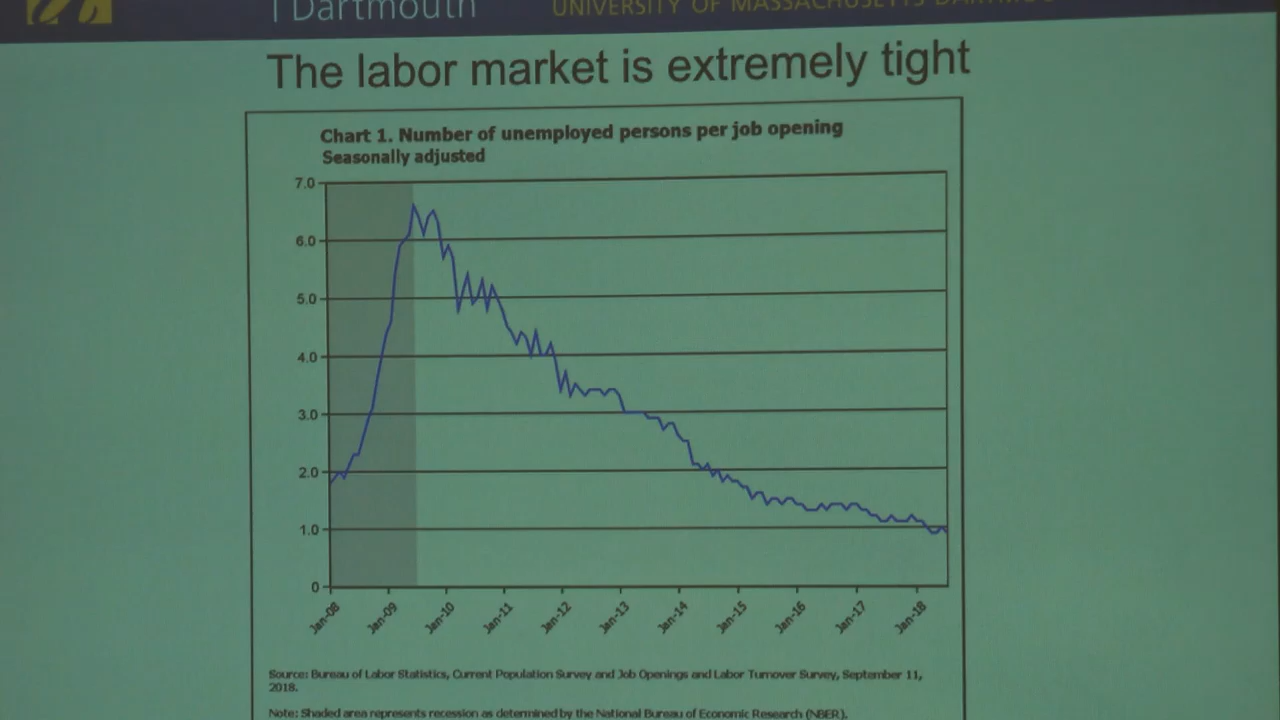 Dartmouth
UNIVERSITY OF MASSACHUSETTS DARTMO
The labor market is extremely tight
Chart 1. Number of unemployed persons per job opening
Seasonally adjusted
7.0
6.0
5.0
4.0
3.0
2.0
1.0
0
Jan-08 Jan-09 Jan-10 Jan-11 Jan-12 Jan-13 Jan-14 Jan-15 Jan-16 Jan-17 Jan-18
Source: Bureau of Labor Statistics, Current Population Survey and Job Openings and Labor Turnover Survey, September 11,
2018.
Note: Shaded area represents recession as determined by the National Bureau of Economic Research (NBER).